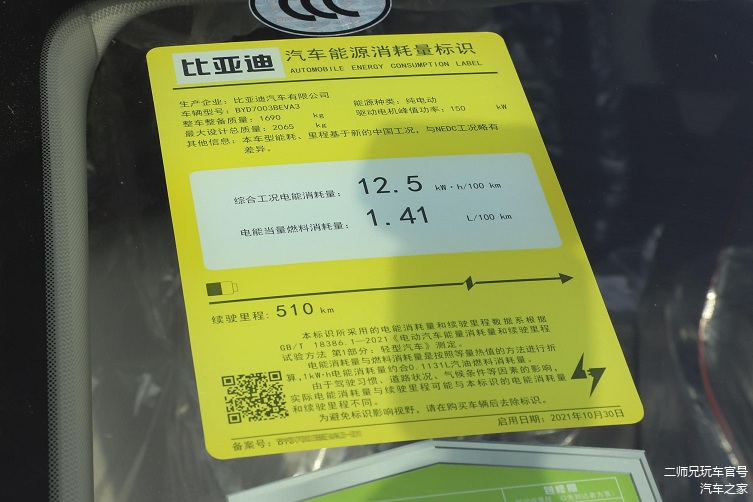 比亚迪 汽车能源消耗量标识
AUTOMOBILE ENERGY CONSUMPTION LABEL
生产企业：比亚迪汽车有限公司
车辆型号：BYD7003BEVA3 能源种类：纯电动
整车整备质量：1690 kg 驱动电机峰值功率：150 kW
最大设计总质量：2065 kg
其他信息：本车型能耗、里程基于新的中国工况，与NEDC工况略有
差异。
综合工况电能消耗量： 12.5 kW·h/100 km
电能当量燃料消耗量： 1.41 L/100 km
续驶里程: 510 km
本标识所采用的电能消耗量和续驶里程数据系根据
GB/T 18386.1—2021《电动汽车能量消耗量和续驶里程
试验方法 第1部分：轻型汽车》测定。
电能消耗量与燃料消耗量是按照等量热值的方法进行折
算,1kW·h电能消耗量约合0.1131L汽油燃料消耗量。
由于驾驶习惯、道路状况、气候条件等因素的影响，
实际电能消耗量与续驶里程可能与本标识的电能消耗量
和续驶里程不同。
为避免标识影响视野，请在购买车辆后去除标识。
启用日期：2021年10月30日
备案号：
二师兄玩车官号
汽车之家